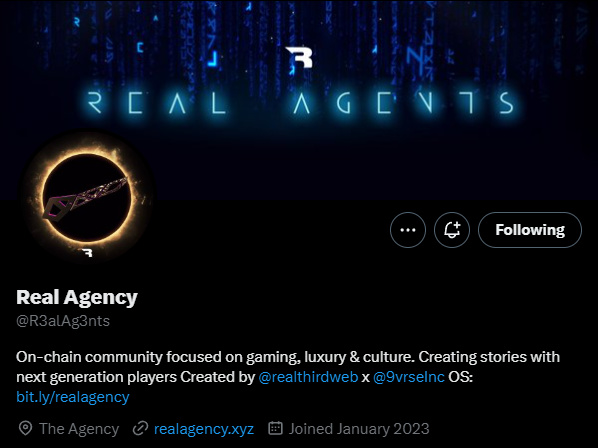 REAL AGENTS
Following
Real Agency
@R3alAg3nts
On-chain community focused on gaming, luxury & culture. Creating stories with
next generation players Created by @realthirdweb x @9vrseInc OS:
bit.ly/realagency
The Agency realagency.xyz Joined January 2023